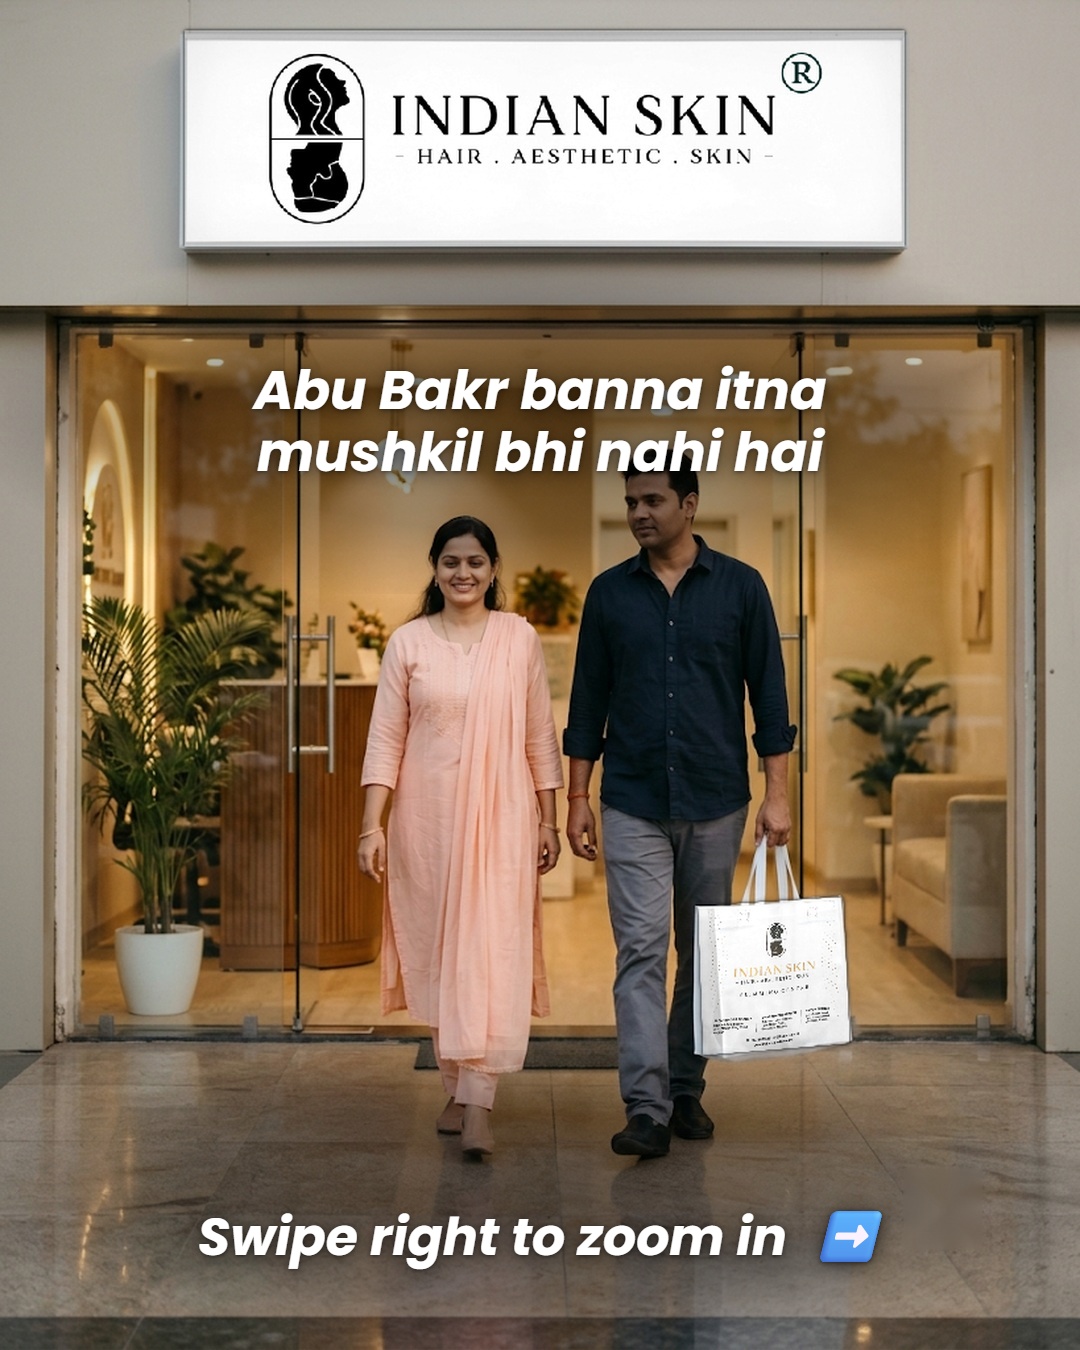 INDIAN SKIN®
- HAIR . AESTHETIC . SKIN -
Abu Bakr banna itna
mushkil bhi nahi hai
INDIAN SKIN
Swipe right to zoom in ➡️